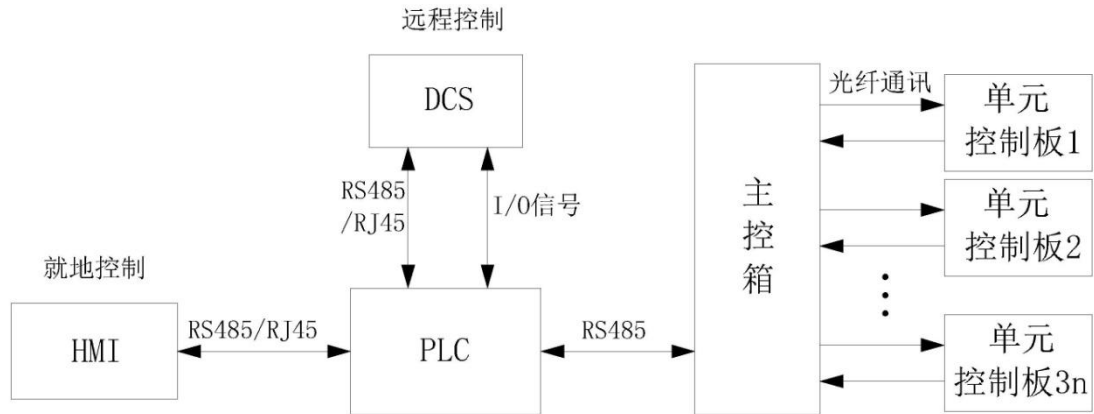 远程控制
DCS
RS485
/RJ45
I/O信号
就地控制
HMI
RS485/RJ45
PLC
RS485
主
控
箱
光纤通讯
单元
控制板1
单元
控制板2
单元
控制板3n